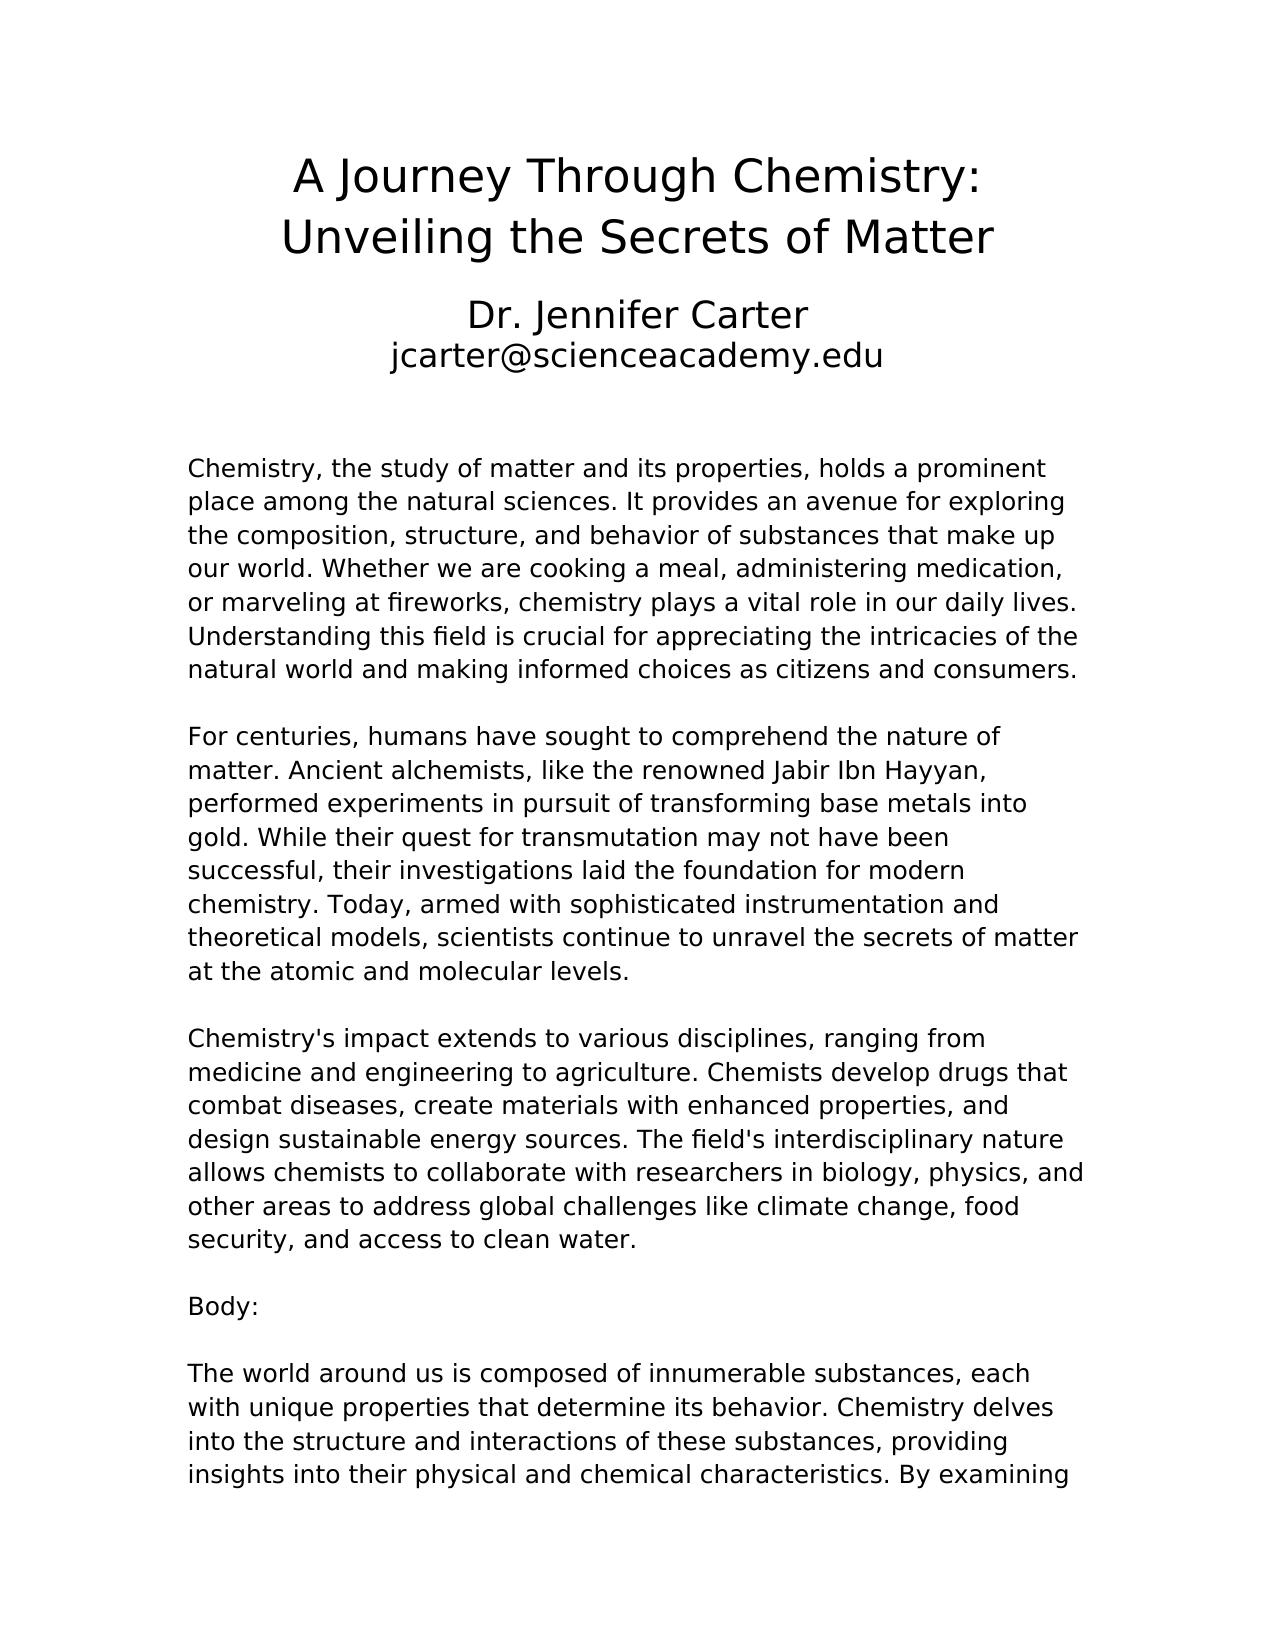 A Journey Through Chemistry:
Unveiling the Secrets of Matter
Dr. Jennifer Carter
jcarter@scienceacademy.edu
Chemistry, the study of matter and its properties, holds a prominent
place among the natural sciences. It provides an avenue for exploring
the composition, structure, and behavior of substances that make up
our world. Whether we are cooking a meal, administering medication,
or marveling at fireworks, chemistry plays a vital role in our daily lives.
Understanding this field is crucial for appreciating the intricacies of the
natural world and making informed choices as citizens and consumers.
For centuries, humans have sought to comprehend the nature of
matter. Ancient alchemists, like the renowned Jabir Ibn Hayyan,
performed experiments in pursuit of transforming base metals into
gold. While their quest for transmutation may not have been
successful, their investigations laid the foundation for modern
chemistry. Today, armed with sophisticated instrumentation and
theoretical models, scientists continue to unravel the secrets of matter
at the atomic and molecular levels.
Chemistry's impact extends to various disciplines, ranging from
medicine and engineering to agriculture. Chemists develop drugs that
combat diseases, create materials with enhanced properties, and
design sustainable energy sources. The field's interdisciplinary nature
allows chemists to collaborate with researchers in biology, physics, and
other areas to address global challenges like climate change, food
security, and access to clean water.
Body:
The world around us is composed of innumerable substances, each
with unique properties that determine its behavior. Chemistry delves
into the structure and interactions of these substances, providing
insights into their physical and chemical characteristics. By examining